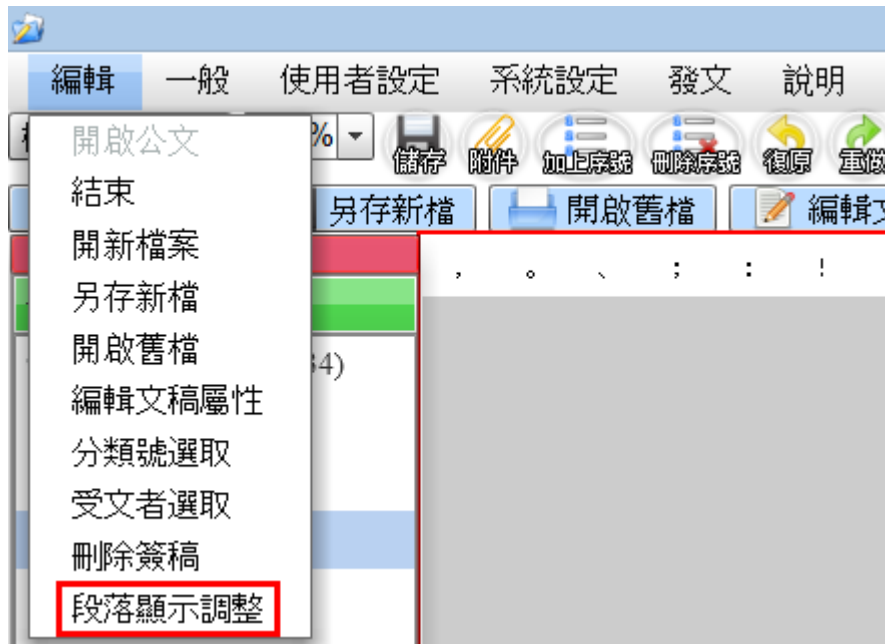 編輯 一般 使用者設定 系統設定 發文 說明
% 儲存 附件 加上序號 刪除序號 復原 重做
另存新檔 開啟舊檔 編輯
， 。 、 ； ： ！
開啟公文
結束
開新檔案
另存新檔
開啟舊檔
34)
編輯文稿屬性
分類號選取
受文者選取
刪除簽稿
段落顯示調整